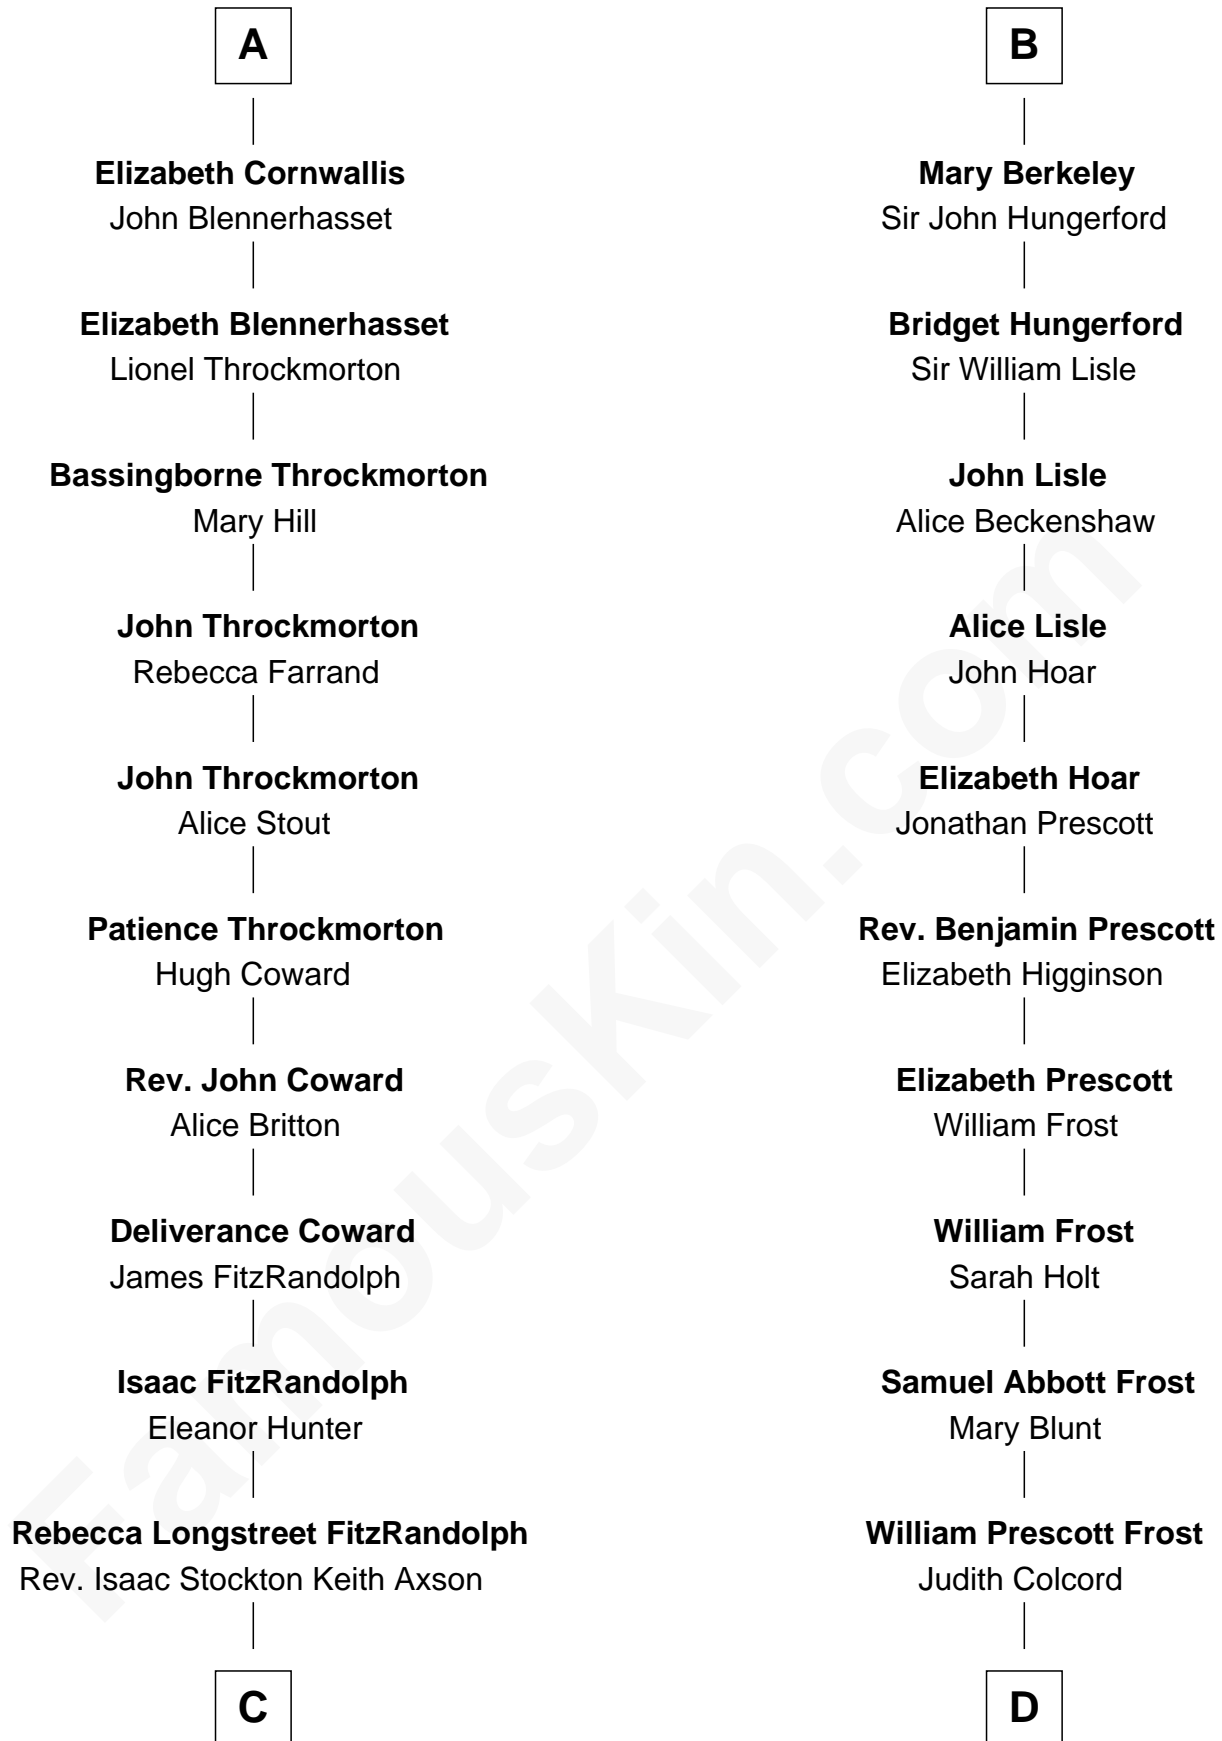 A
Elizabeth Cornwallis
John Blennerhasset
Elizabeth Blennerhasset
Lionel Throckmorton
Bassingborne Throckmorton
Mary Hill
John Throckmorton
Rebecca Farrand
John Throckmorton
Alice Stout
Patience Throckmorton
Hugh Coward
Rev. John Coward
Alice Britton
Deliverance Coward
James FitzRandolph
Isaac FitzRandolph
Eleanor Hunter
Rebecca Longstreet FitzRandolph
Rev. Isaac Stockton Keith Axson
C
B
Mary Berkeley
Sir John Hungerford
Bridget Hungerford
Sir William Lisle
John Lisle
Alice Beckenshaw
Alice Lisle
John Hoar
Elizabeth Hoar
Jonathan Prescott
Rev. Benjamin Prescott
Elizabeth Higginson
Elizabeth Prescott
William Frost
William Frost
Sarah Holt
Samuel Abbott Frost
Mary Blunt
William Prescott Frost
Judith Colcord
D
FamousKin.com